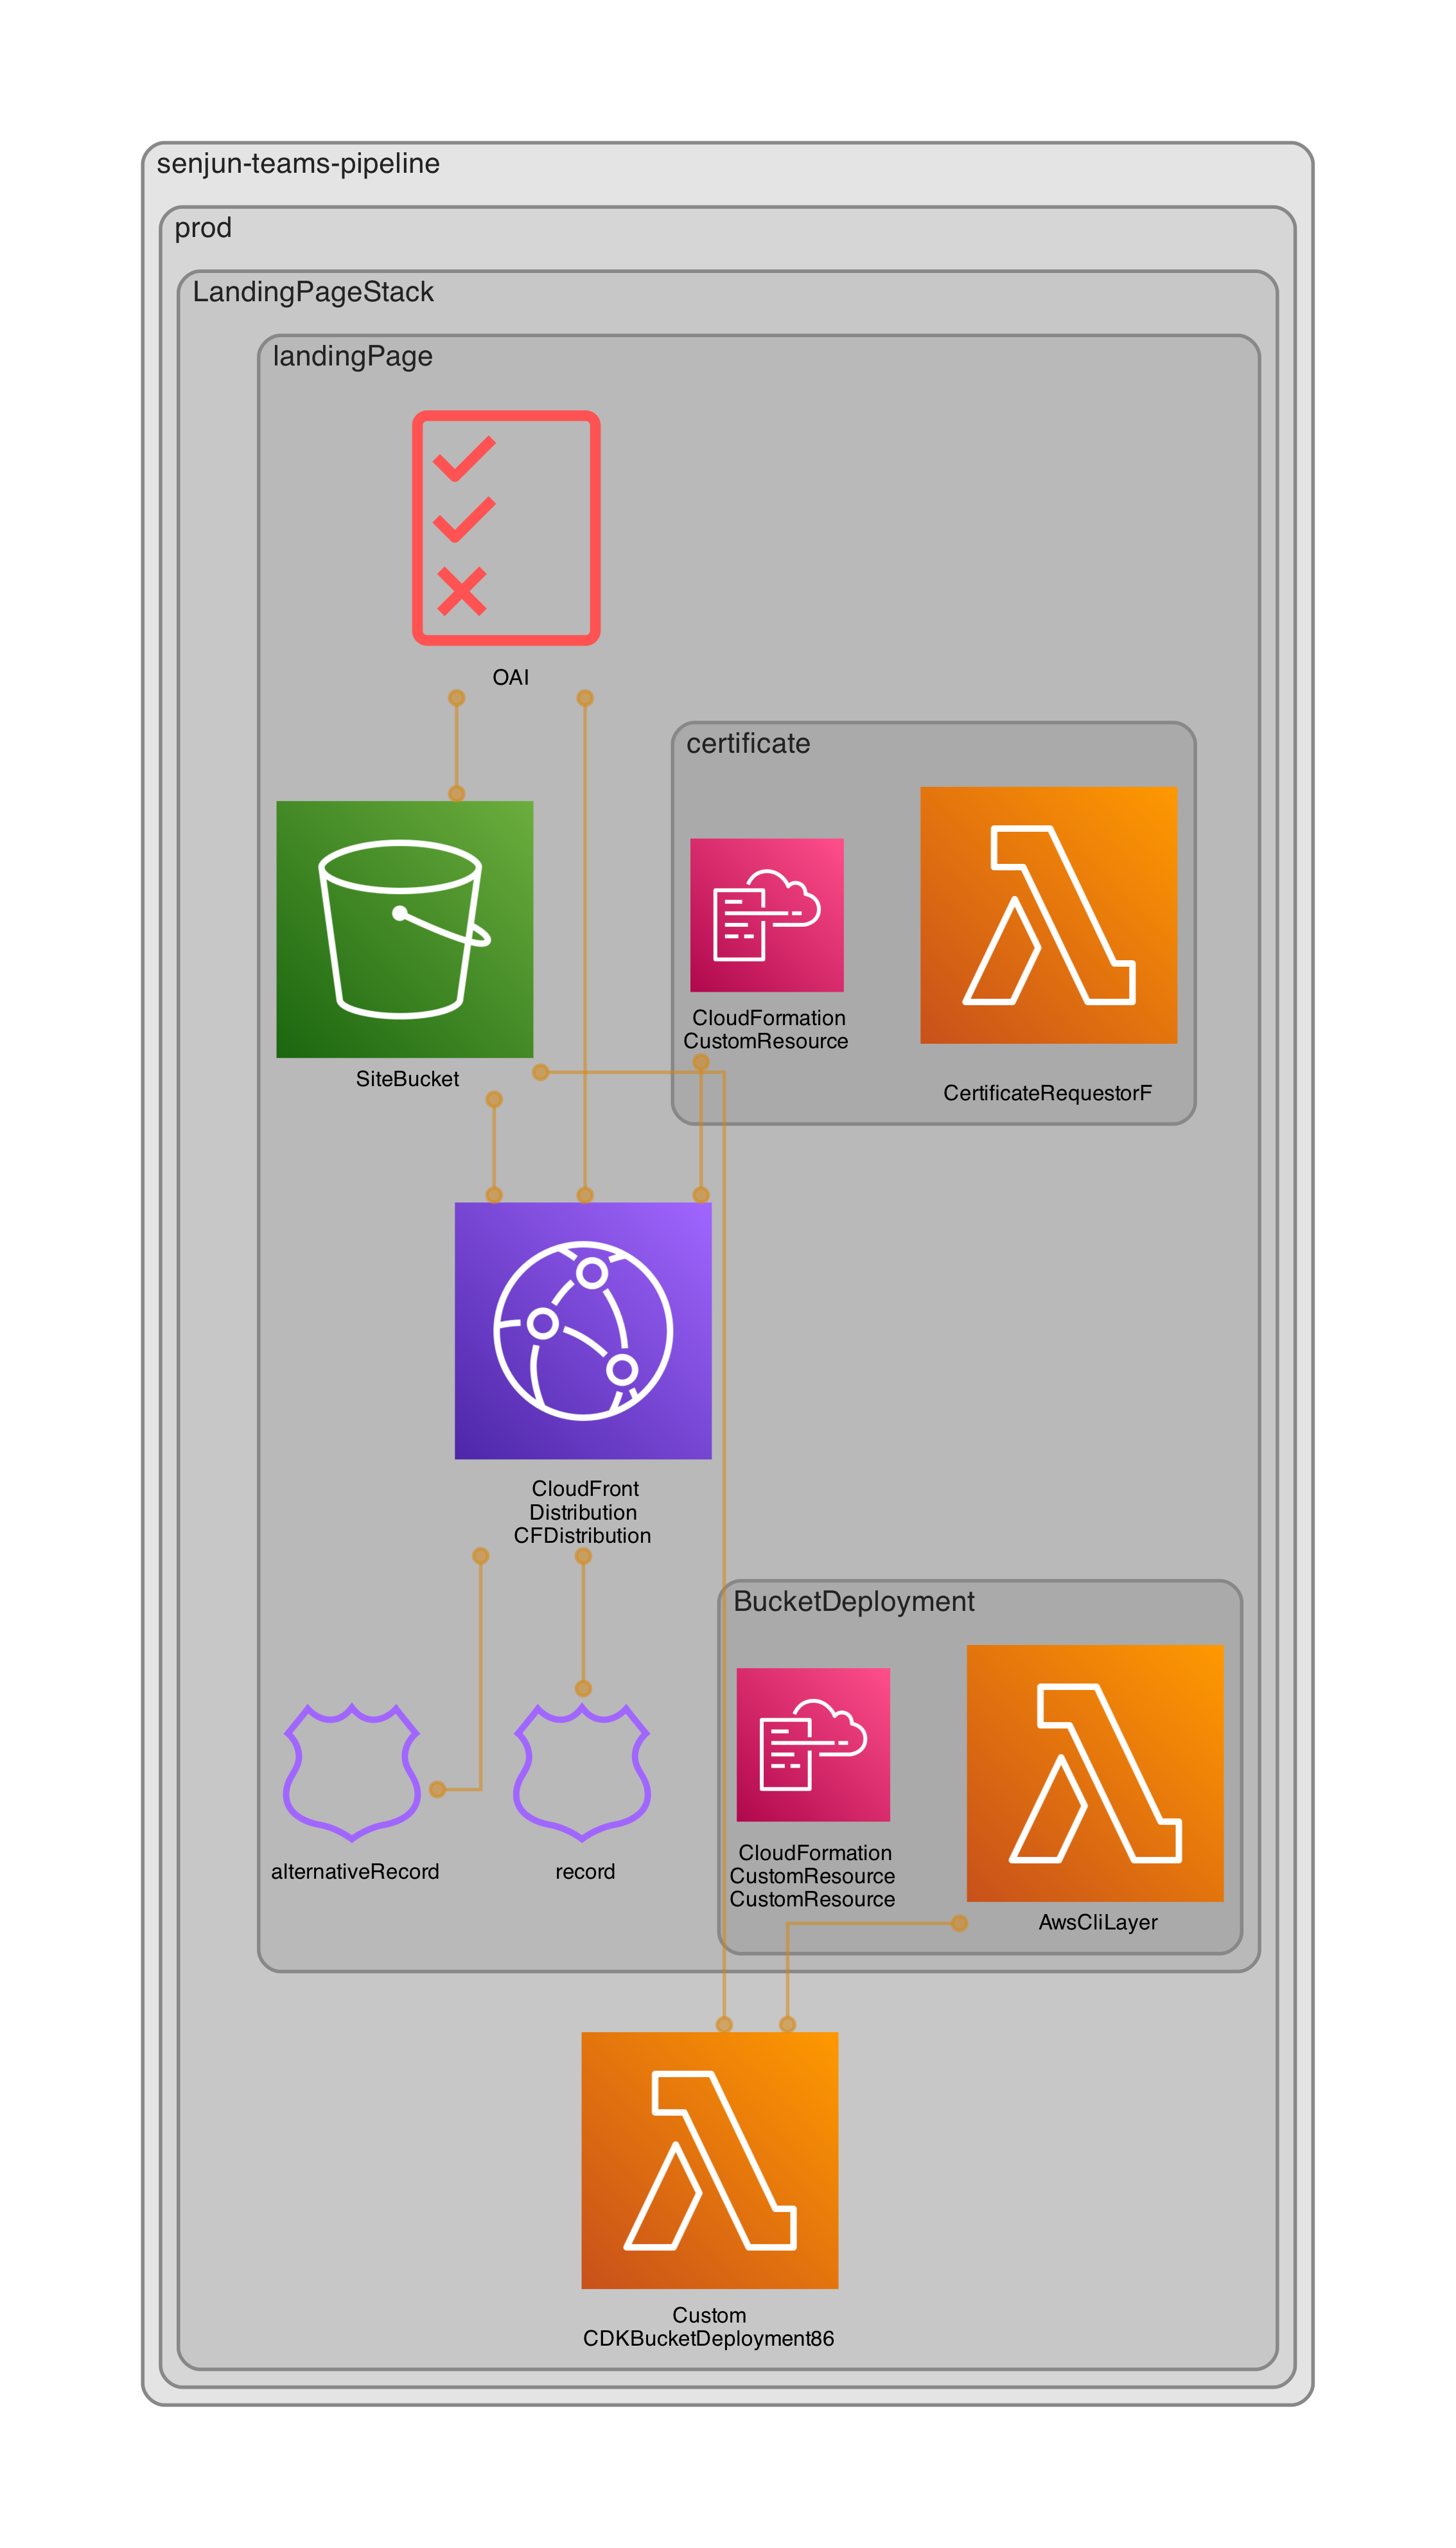 senjun-teams-pipeline
prod
LandingPageStack
landingPage
OAI
certificate
CloudFormation
CustomResource
CertificateRequestorF
SiteBucket
CloudFront
Distribution
CFDistribution
BucketDeployment
alternativeRecord
record
CloudFormation
CustomResource
CustomResource
AwsCliLayer
Custom
CDKBucketDeployment86